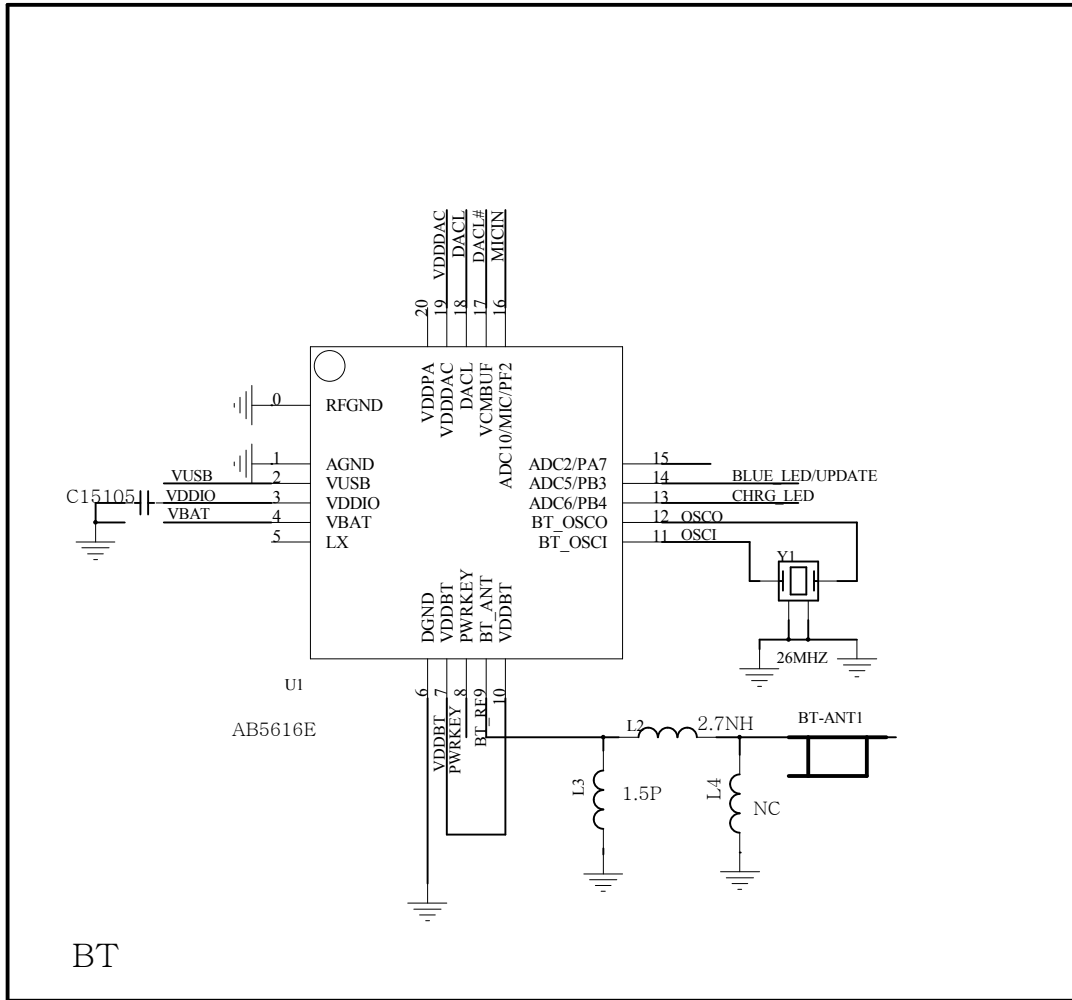 VDDDAC
DACL
DACL#
MICIN
20
19
18
17
16
VDDPA
VDDDAC
DACL
VCMBUF
ADC10/MIC/PF2
0 RFGND
1 AGND
VUSB 2 VUSB
C15105 VDDIO 3 VDDIO
VBAT 4 VBAT
5 LX
ADC2/PA7 15
ADC5/PB3 14 BLUE_LED/UPDATE
ADC6/PB4 13 CHRG_LED
BT_OSCO 12 OSCO
BT_OSCI 11 OSCI
Y1
26MHZ
DGND
VDDBT
PWRKEY
BT_ANT
VDDBT
6
7
8
9
10
U1
AB5616E
VDDBT
PWRKEY
BT_RF
L2 2.7NH
BT-ANT1
L3 1.5P
L4 NC
BT